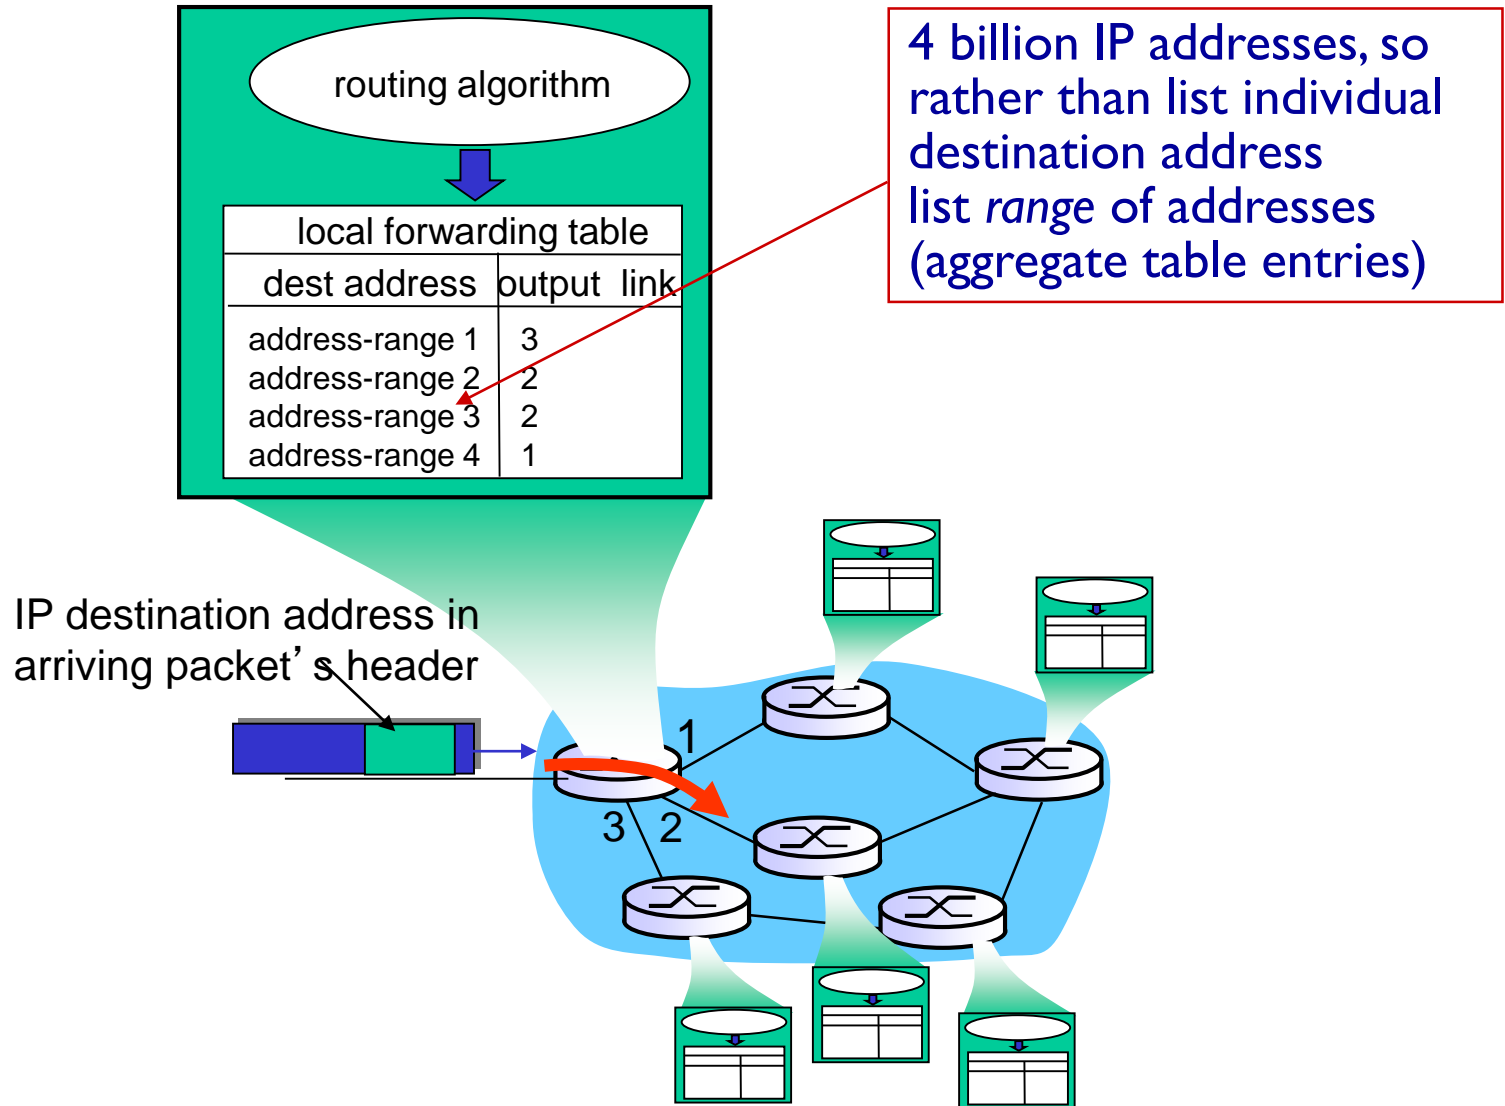 routing algorithm
local forwarding table
dest address output link
address-range 1 3
address-range 2 2
address-range 3 2
address-range 4 1
4 billion IP addresses, so
rather than list individual
destination address
list range of addresses
(aggregate table entries)
IP destination address in
arriving packet’s header
1
3 2